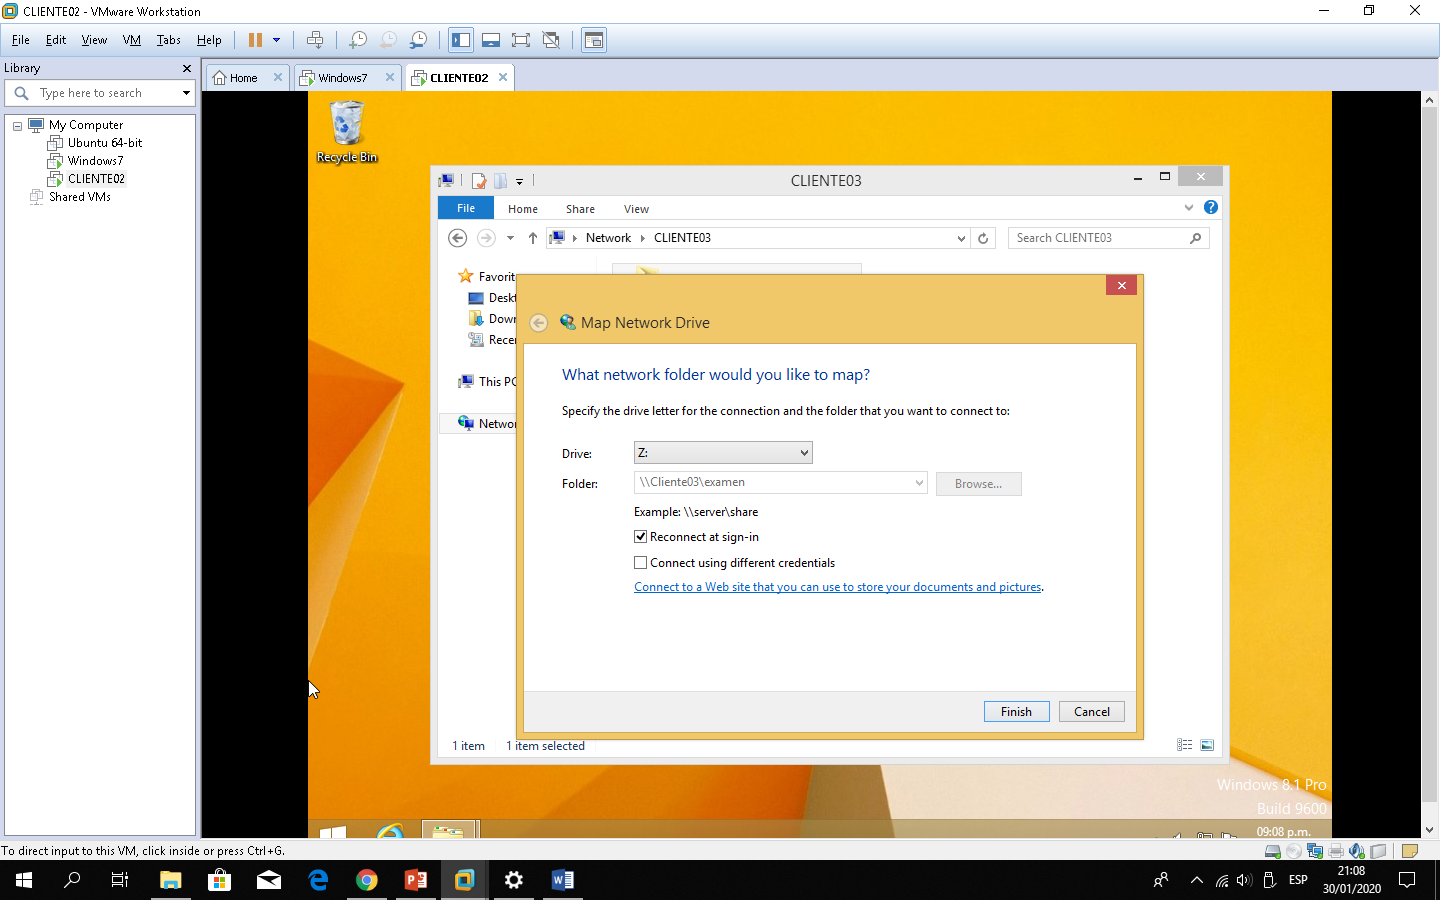 CLIENTE02 - VMware Workstation
File Edit View VM Tabs Help
Library
Type here to search
My Computer
Ubuntu 64-bit
Windows7
CLIENTE02
Shared VMs
Home Windows7 CLIENTE02
Recycle Bin
CLIENTE03
File Home Share View
Network CLIENTE03 Search CLIENTE03
Favorit
Deskt
Down
Recen
This PC
Networ
Map Network Drive
What network folder would you like to map?
Specify the drive letter for the connection and the folder that you want to connect to:
Drive: Z:
Folder: \\Cliente03\examen Browse...
Example: \\server\share
Reconnect at sign-in
Connect using different credentials
Connect to a Web site that you can use to store your documents and pictures.
Finish Cancel
1 item 1 item selected
Windows 8.1 Pro
Build 9600
09:08 p.m.
To direct input to this VM, click inside or press Ctrl+G.
ESP
21:08
30/01/2020